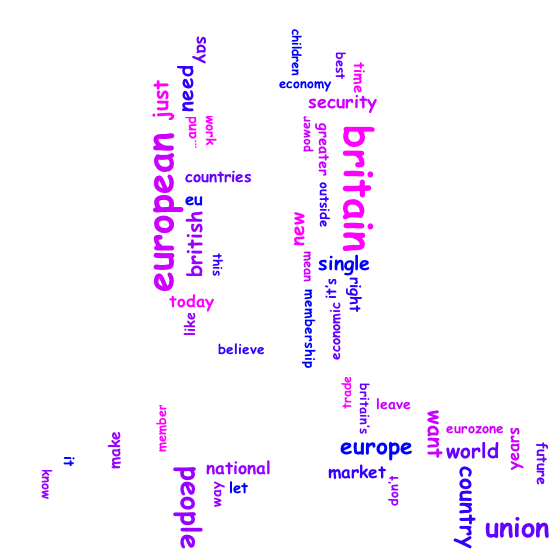 say
children
best
time
need
economy
just
security
and...
work
power
greater
britain
european
countries
outside
eu
british
new
this
mean
single
right
today
like
membership
economic
it's
believe
trade
britain's
leave
member
want
eurozone
make
years
europe
world
future
it
know
people
national
market
don't
country
way
let
union